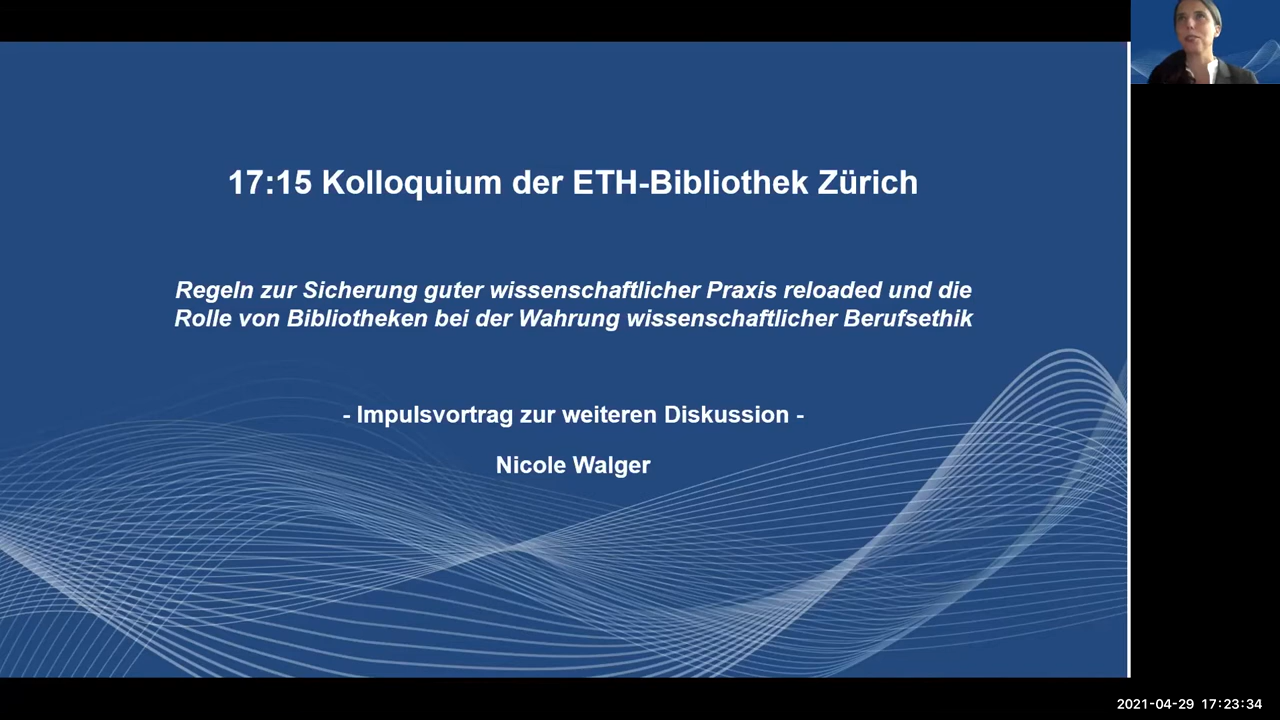 17:15 Kolloquium der ETH-Bibliothek Zürich
Regeln zur Sicherung guter wissenschaftlicher Praxis reloaded und die
Rolle von Bibliotheken bei der Wahrung wissenschaftlicher Berufsethik
- Impulsvortrag zur weiteren Diskussion -
Nicole Walger
2021-04-29 17:23:34